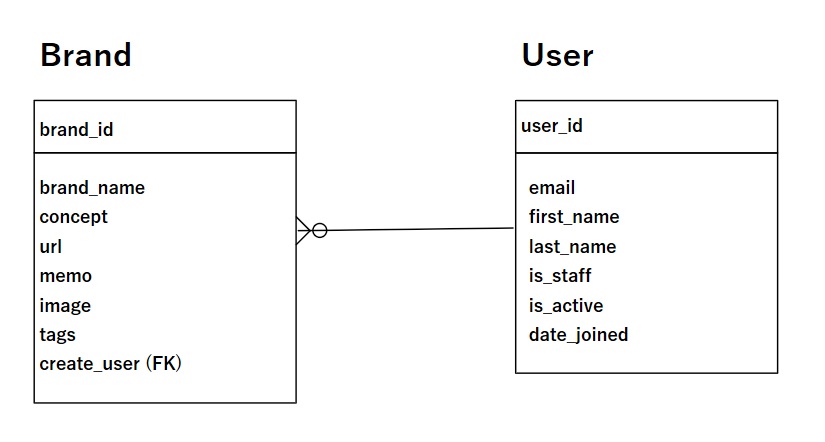 Brand
brand_id
brand_name
concept
url
memo
image
tags
create_user (FK)
User
user_id
email
first_name
last_name
is_staff
is_active
date_joined